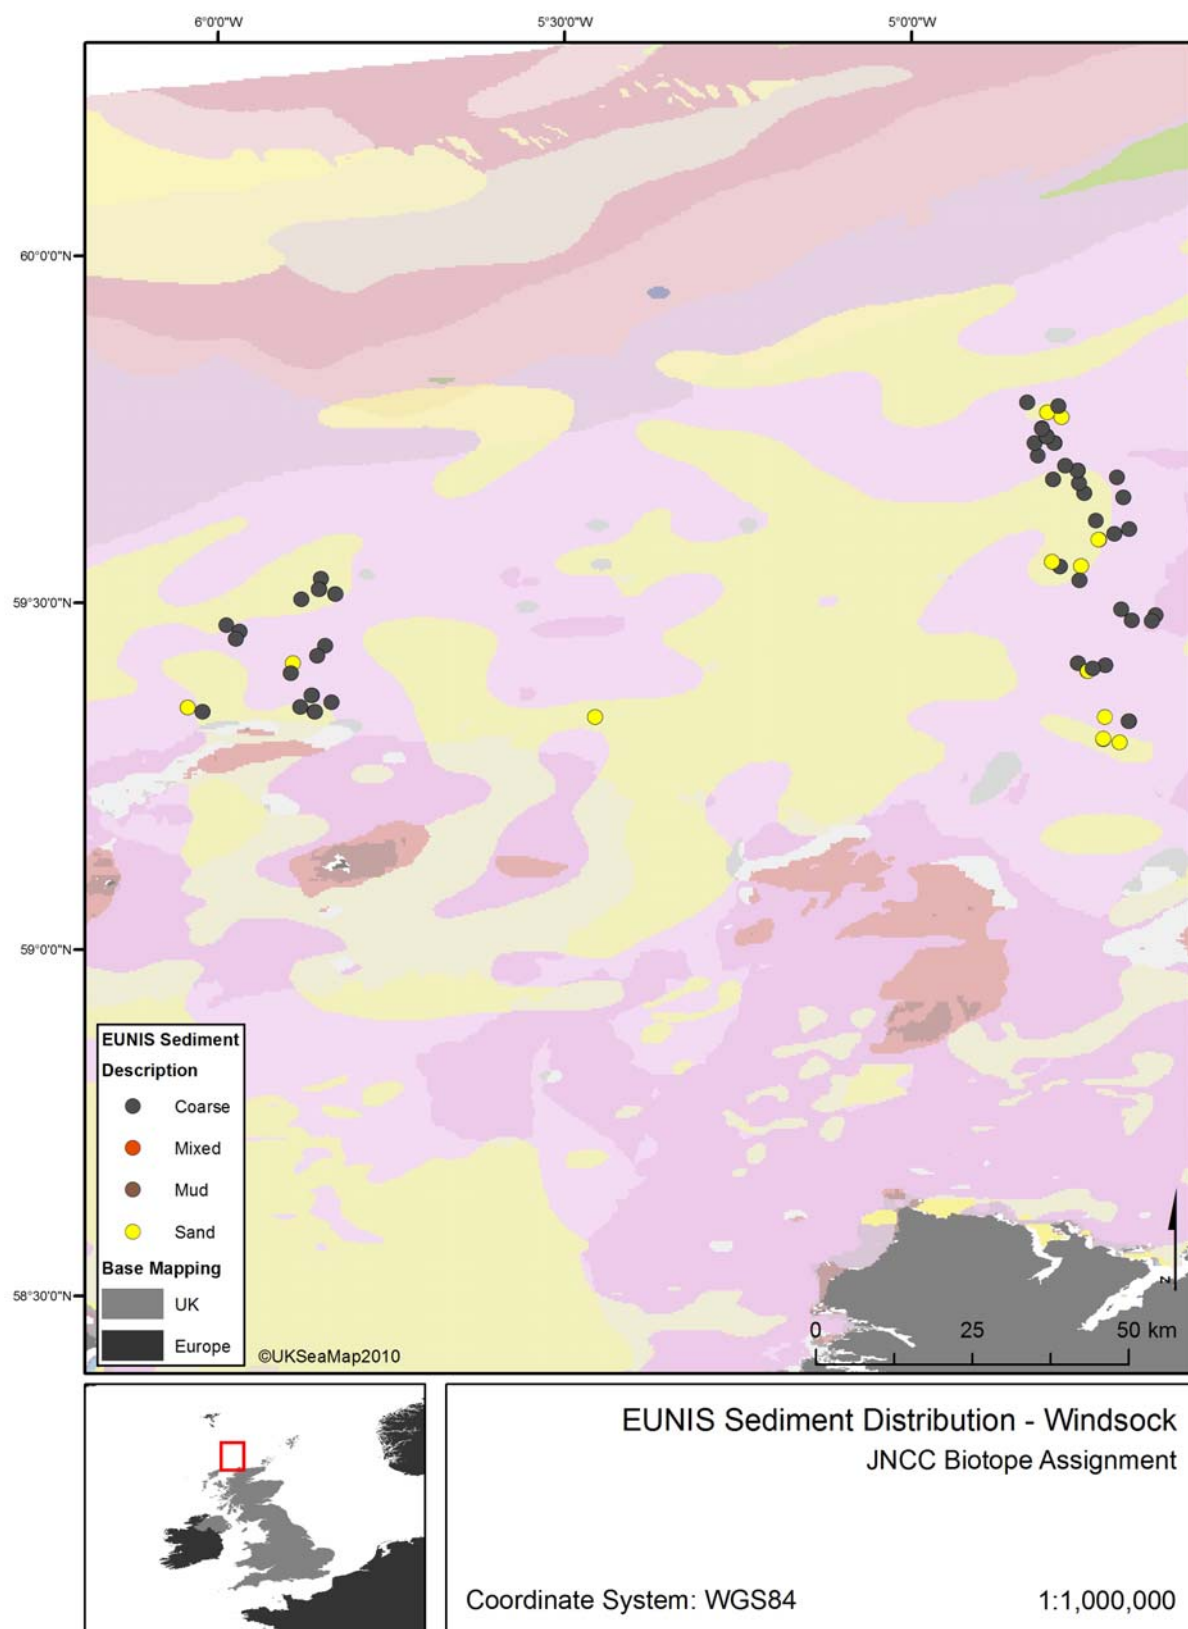 6°0'0"W 5°30'0"W 5°0'0"W
60°0'0"N
59°30'0"N
59°0'0"N
58°30'0"N
EUNIS Sediment
Description
Coarse
Mixed
Mud
Sand
Base Mapping
UK
Europe
©UKSeaMap2010
N
0 25 50 km
EUNIS Sediment Distribution - Windsock
JNCC Biotope Assignment
Coordinate System: WGS84 1:1,000,000